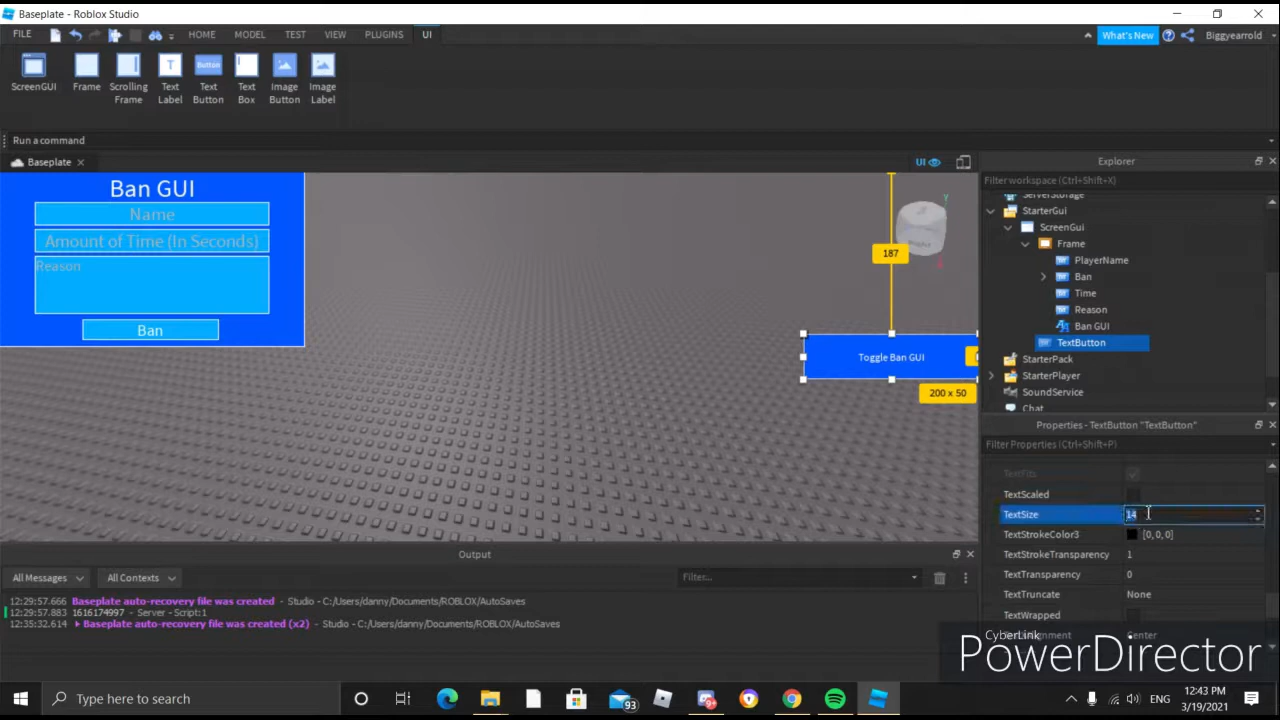 Baseplate - Roblox Studio
FILE HOME MODEL TEST VIEW PLUGINS UI What's New Biggyearrold
ScreenGUI Frame Scrolling Frame Text Label Text Button Text Box Image Button Image Label
Run a command
Baseplate UI
Explorer
Filter workspace (Ctrl+Shift+X)
ServerStorage
StarterGui
ScreenGui
Frame
PlayerName
Ban
Time
Reason
Ban GUI
TextButton
StarterPack
StarterPlayer
SoundService
Chat
Ban GUI
Name
Amount of Time (In Seconds)
Reason
Ban
187
Toggle Ban GUI
200 x 50
Properties - TextButton "TextButton"
Filter Properties (Ctrl+Shift+P)
TextFits
TextScaled
TextSize 14
TextStrokeColor3 [0, 0, 0]
TextStrokeTransparency 1
TextTransparency 0
TextTruncate None
TextWrapped
Center
Output
All Messages All Contexts Filter...
12:29:57.666 Baseplate auto-recovery file was created - Studio - C:/Users/danny/Documents/ROBLOX/AutoSaves
12:29:57.883 1616174997 - Server - Script:1
12:35:32.614 Baseplate auto-recovery file was created (x2) - Studio - C:/Users/danny/Documents/ROBLOX/AutoSaves
CyberLink
PowerDirector
Type here to search
93
9+
ENG
12:43 PM
3/19/2021